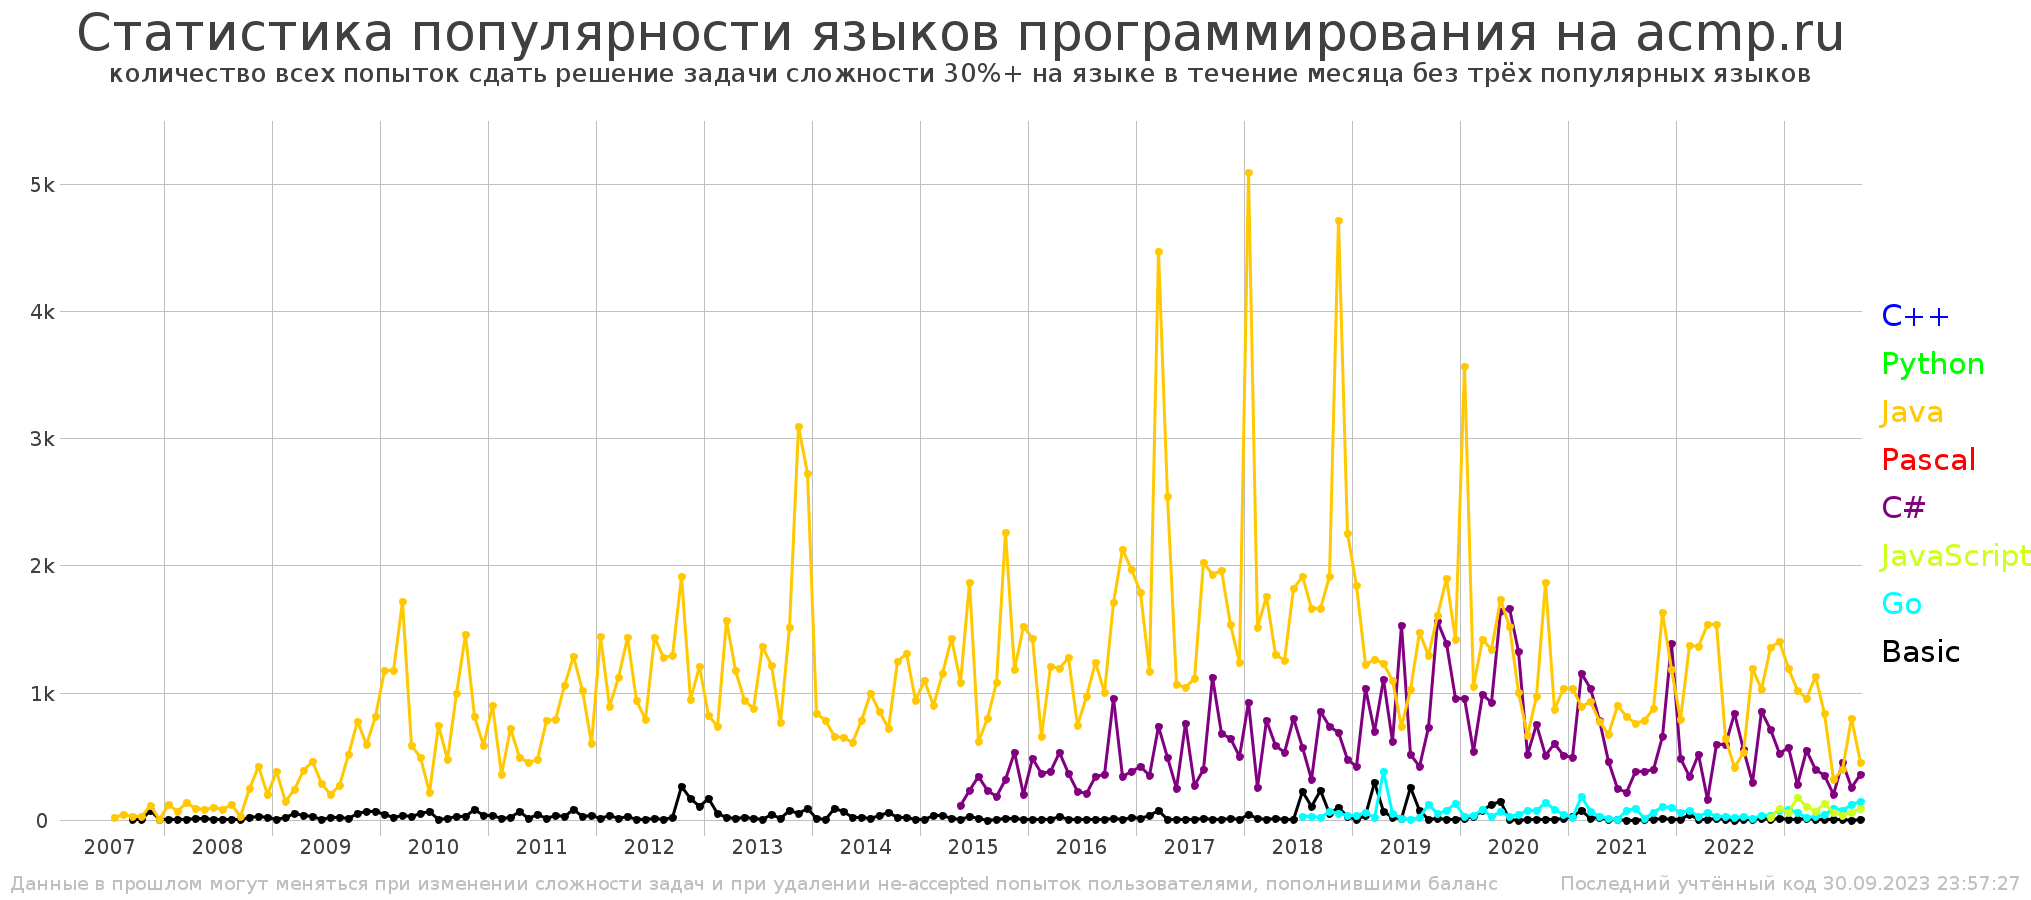 Статистика популярности языков программирования на acmp.ru
количество всех попыток сдать решение задачи сложности 30%+ на языке в течение месяца без трёх популярных языков
5k
4k
3k
2k
1k
0
C++
Python
Java
Pascal
C#
JavaScript
Go
Basic
2007 2008 2009 2010 2011 2012 2013 2014 2015 2016 2017 2018 2019 2020 2021 2022
Данные в прошлом могут меняться при изменении сложности задач и при удалении не-accepted попыток пользователями, пополнившими баланс
Последний учтённый код 30.09.2023 23:57:27